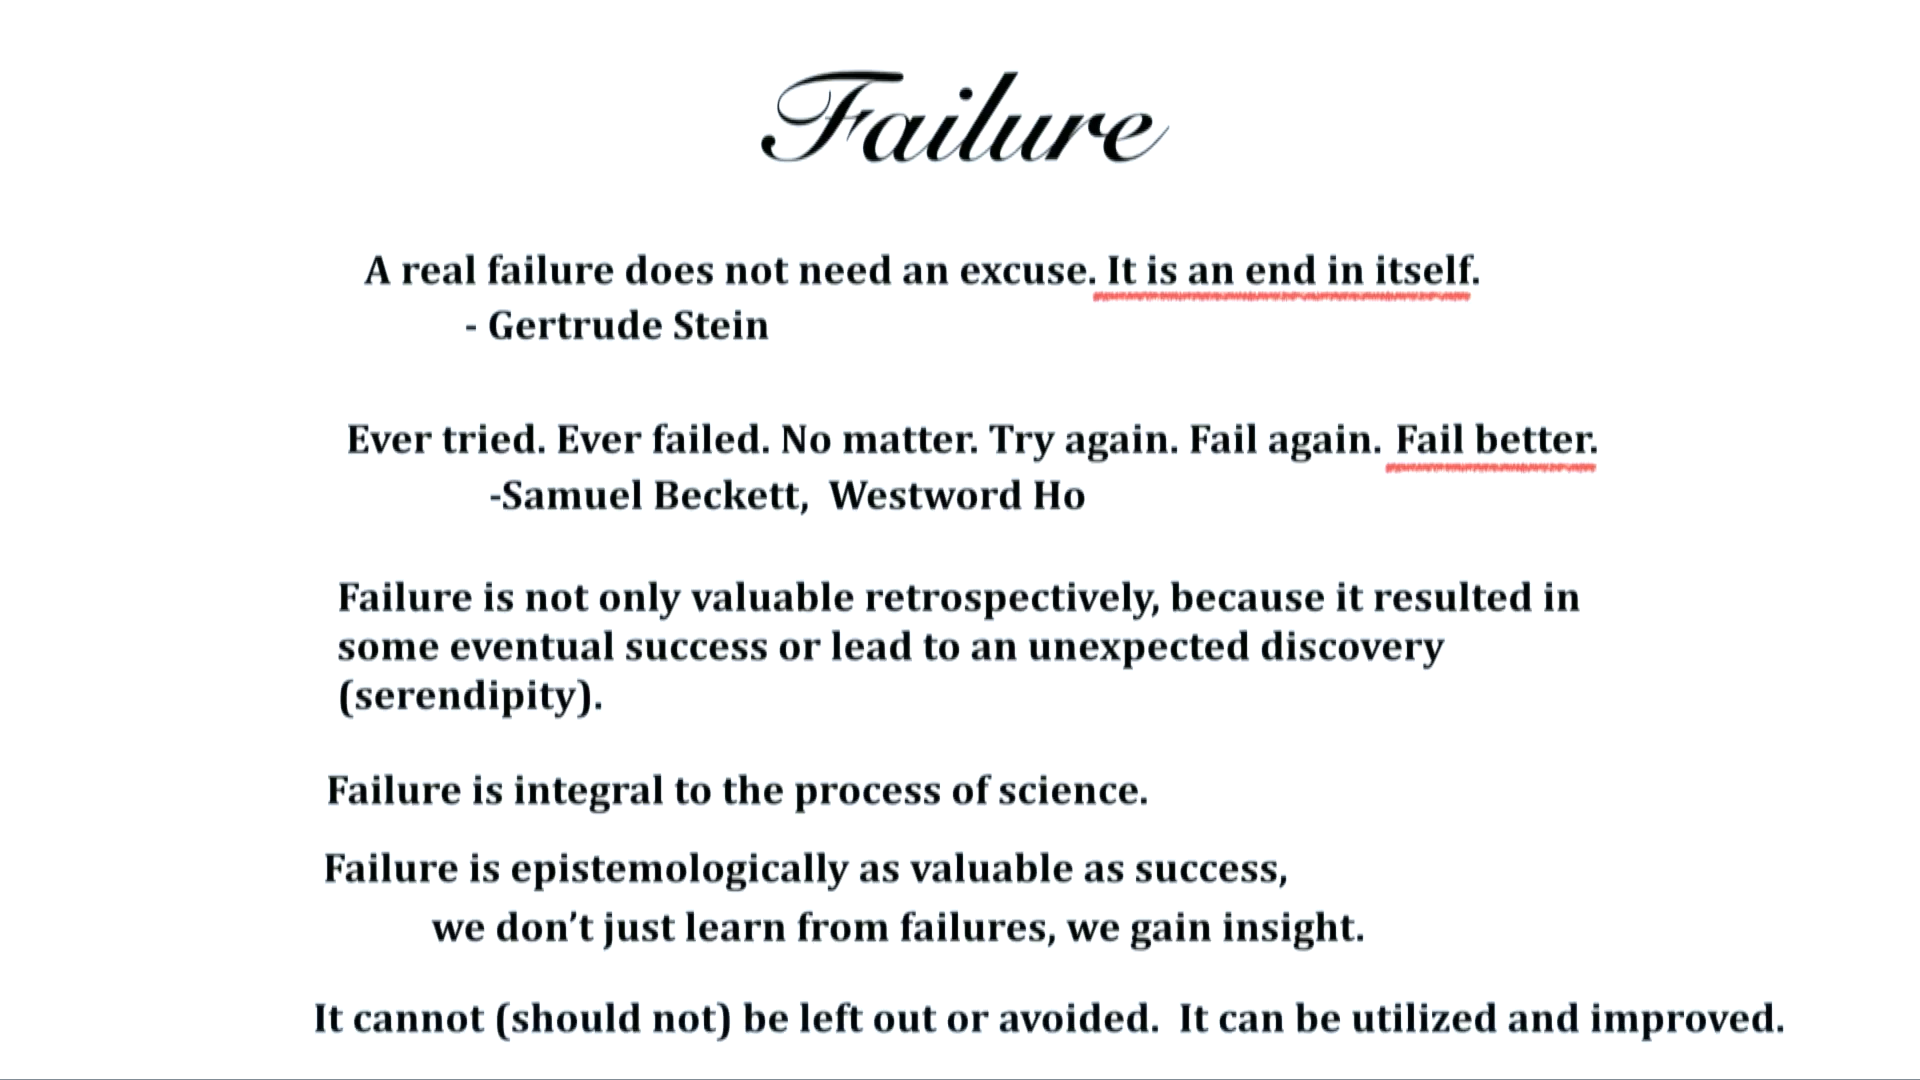 Failure
A real failure does not need an excuse. It is an end in itself.
- Gertrude Stein
Ever tried. Ever failed. No matter. Try again. Fail again. Fail better.
-Samuel Beckett, Westword Ho
Failure is not only valuable retrospectively, because it resulted in
some eventual success or lead to an unexpected discovery
(serendipity).
Failure is integral to the process of science.
Failure is epistemologically as valuable as success,
we don’t just learn from failures, we gain insight.
It cannot (should not) be left out or avoided. It can be utilized and improved.